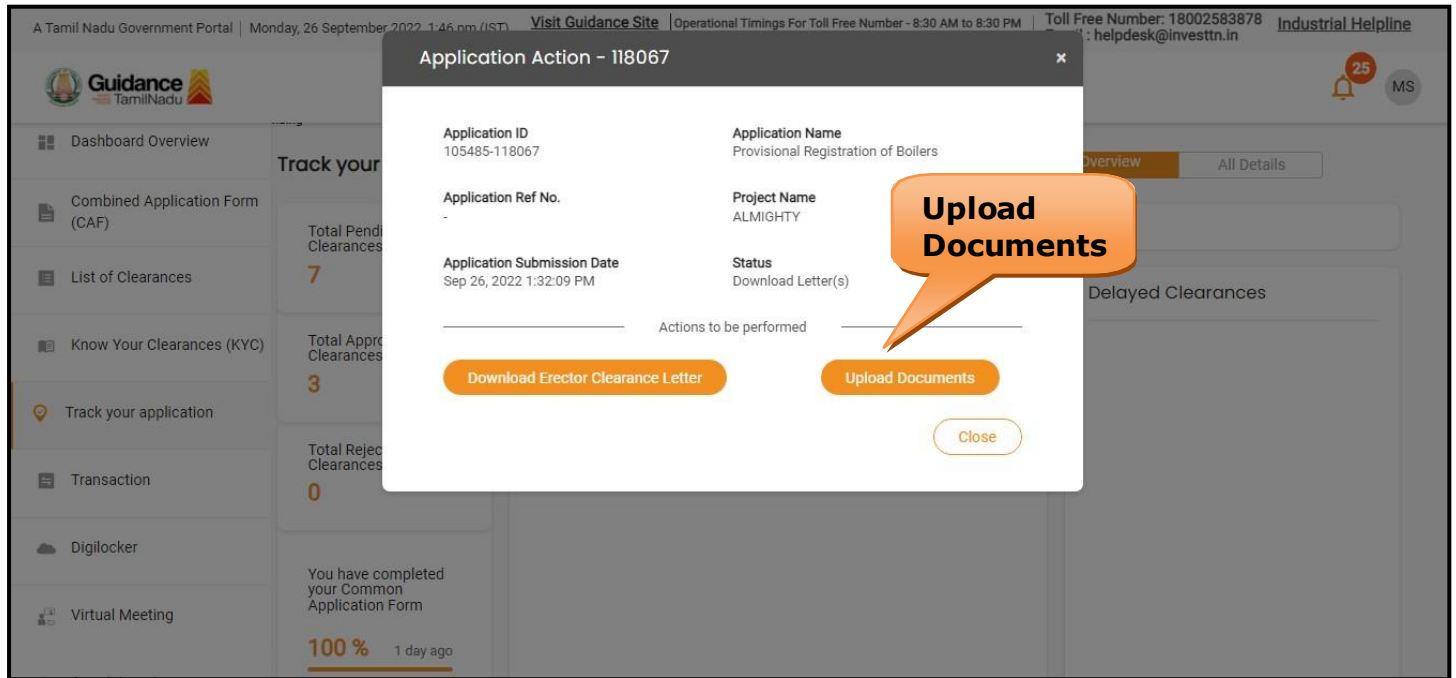 A Tamil Nadu Government Portal | Monday, 26 September 2022, 1:46 pm (IST)
Visit Guidance Site
Operational Timings For Toll Free Number - 8:30 AM to 8:30 PM
Toll Free Number: 18002583878
: helpdesk@investtn.in
Industrial Helpline
Guidance
TamilNadu
25
MS
Application Action - 118067
×
Application ID
105485-118067
Application Name
Provisional Registration of Boilers
Application Ref No.
-
Project Name
ALMIGHTY
Application Submission Date
Sep 26, 2022 1:32:09 PM
Status
Download Letter(s)
Actions to be performed
Download Erector Clearance Letter
Upload Documents
Close
Upload
Documents
Dashboard Overview
Combined Application Form
(CAF)
List of Clearances
Know Your Clearances (KYC)
Track your application
Transaction
Digilocker
Virtual Meeting
Track your
Total Pendi
Clearances
7
Total Appro
Clearances
3
Total Rejec
Clearances
0
You have completed
your Common
Application Form
100 % 1 day ago
Overview
All Details
Delayed Clearances